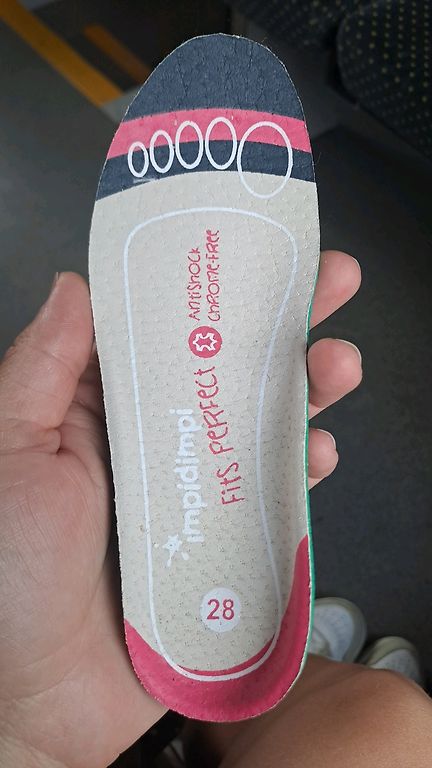 impidimpi
Fits perfect
Antishock
chrome-free
28